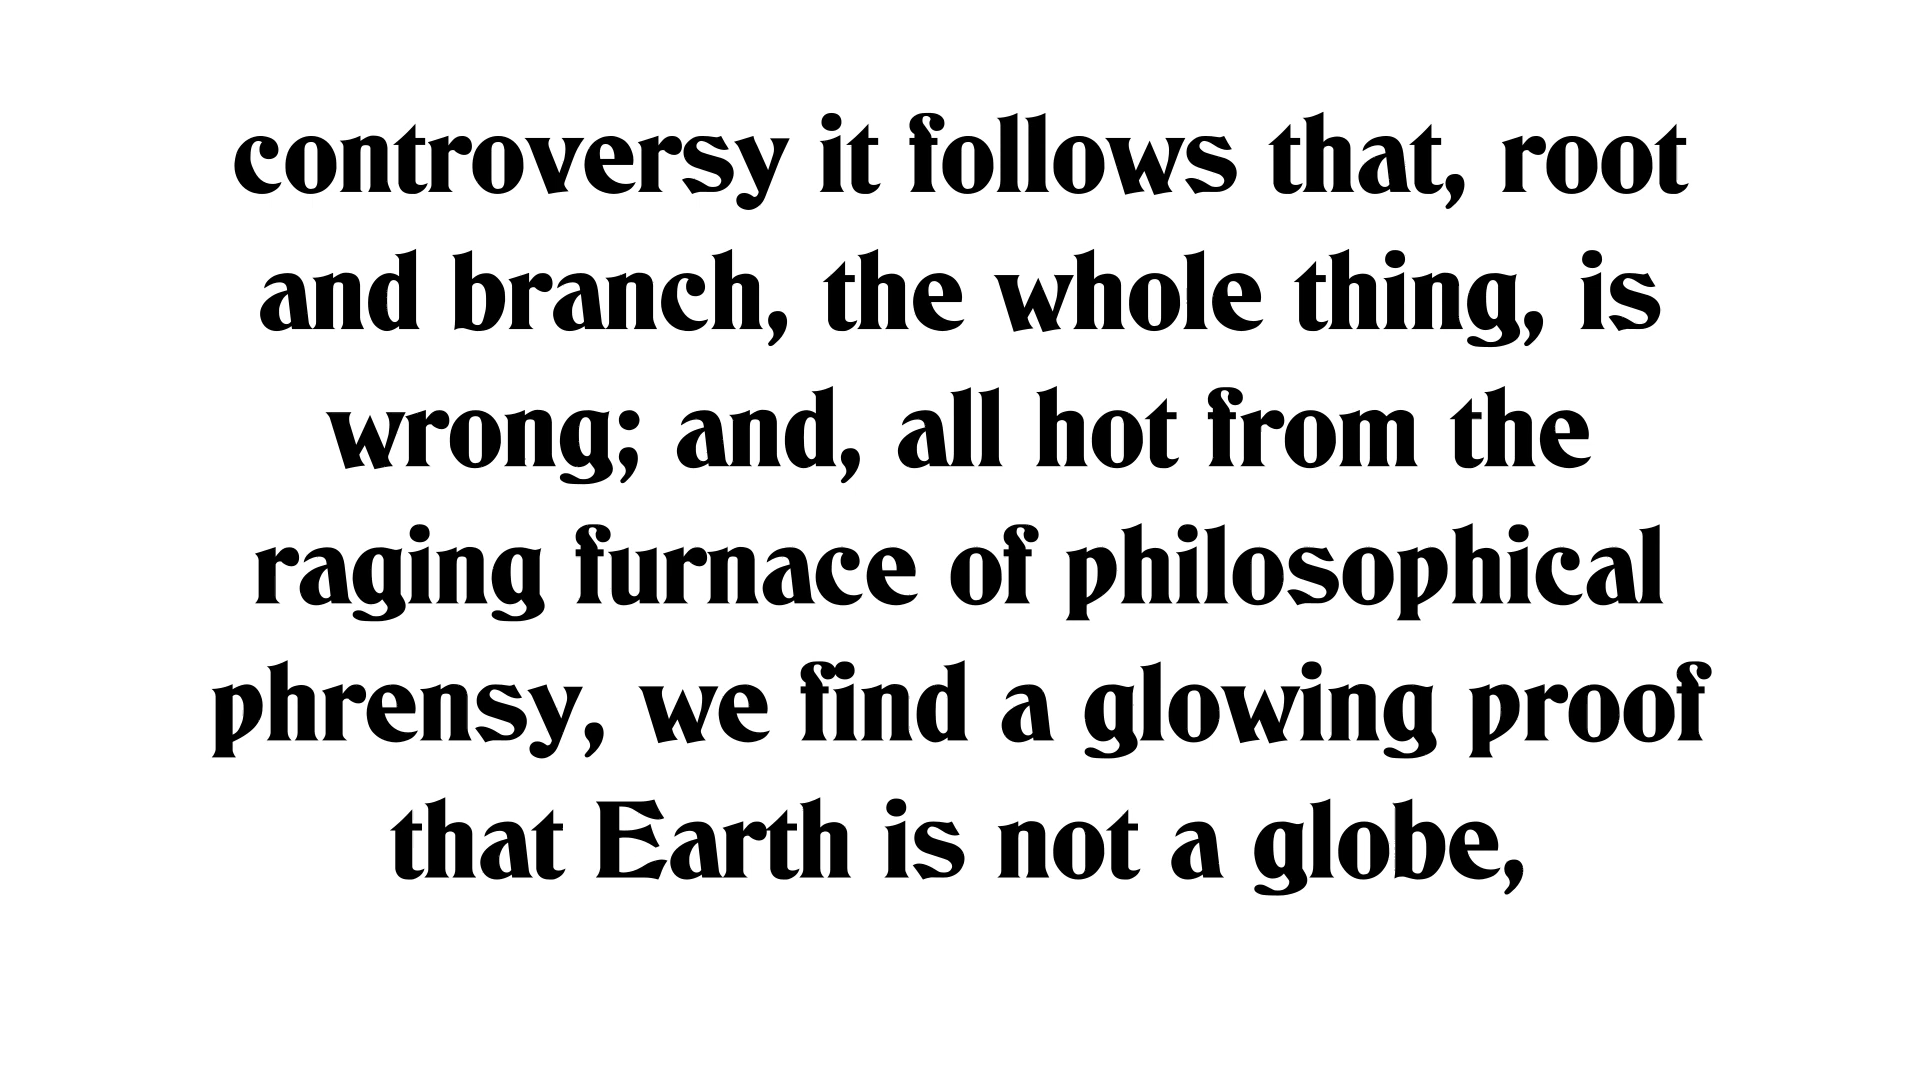 controversy it follows that, root
and branch, the whole thing, is
wrong; and, all hot from the
raging furnace of philosophical
phrensy, we find a glowing proof
that Earth is not a globe,